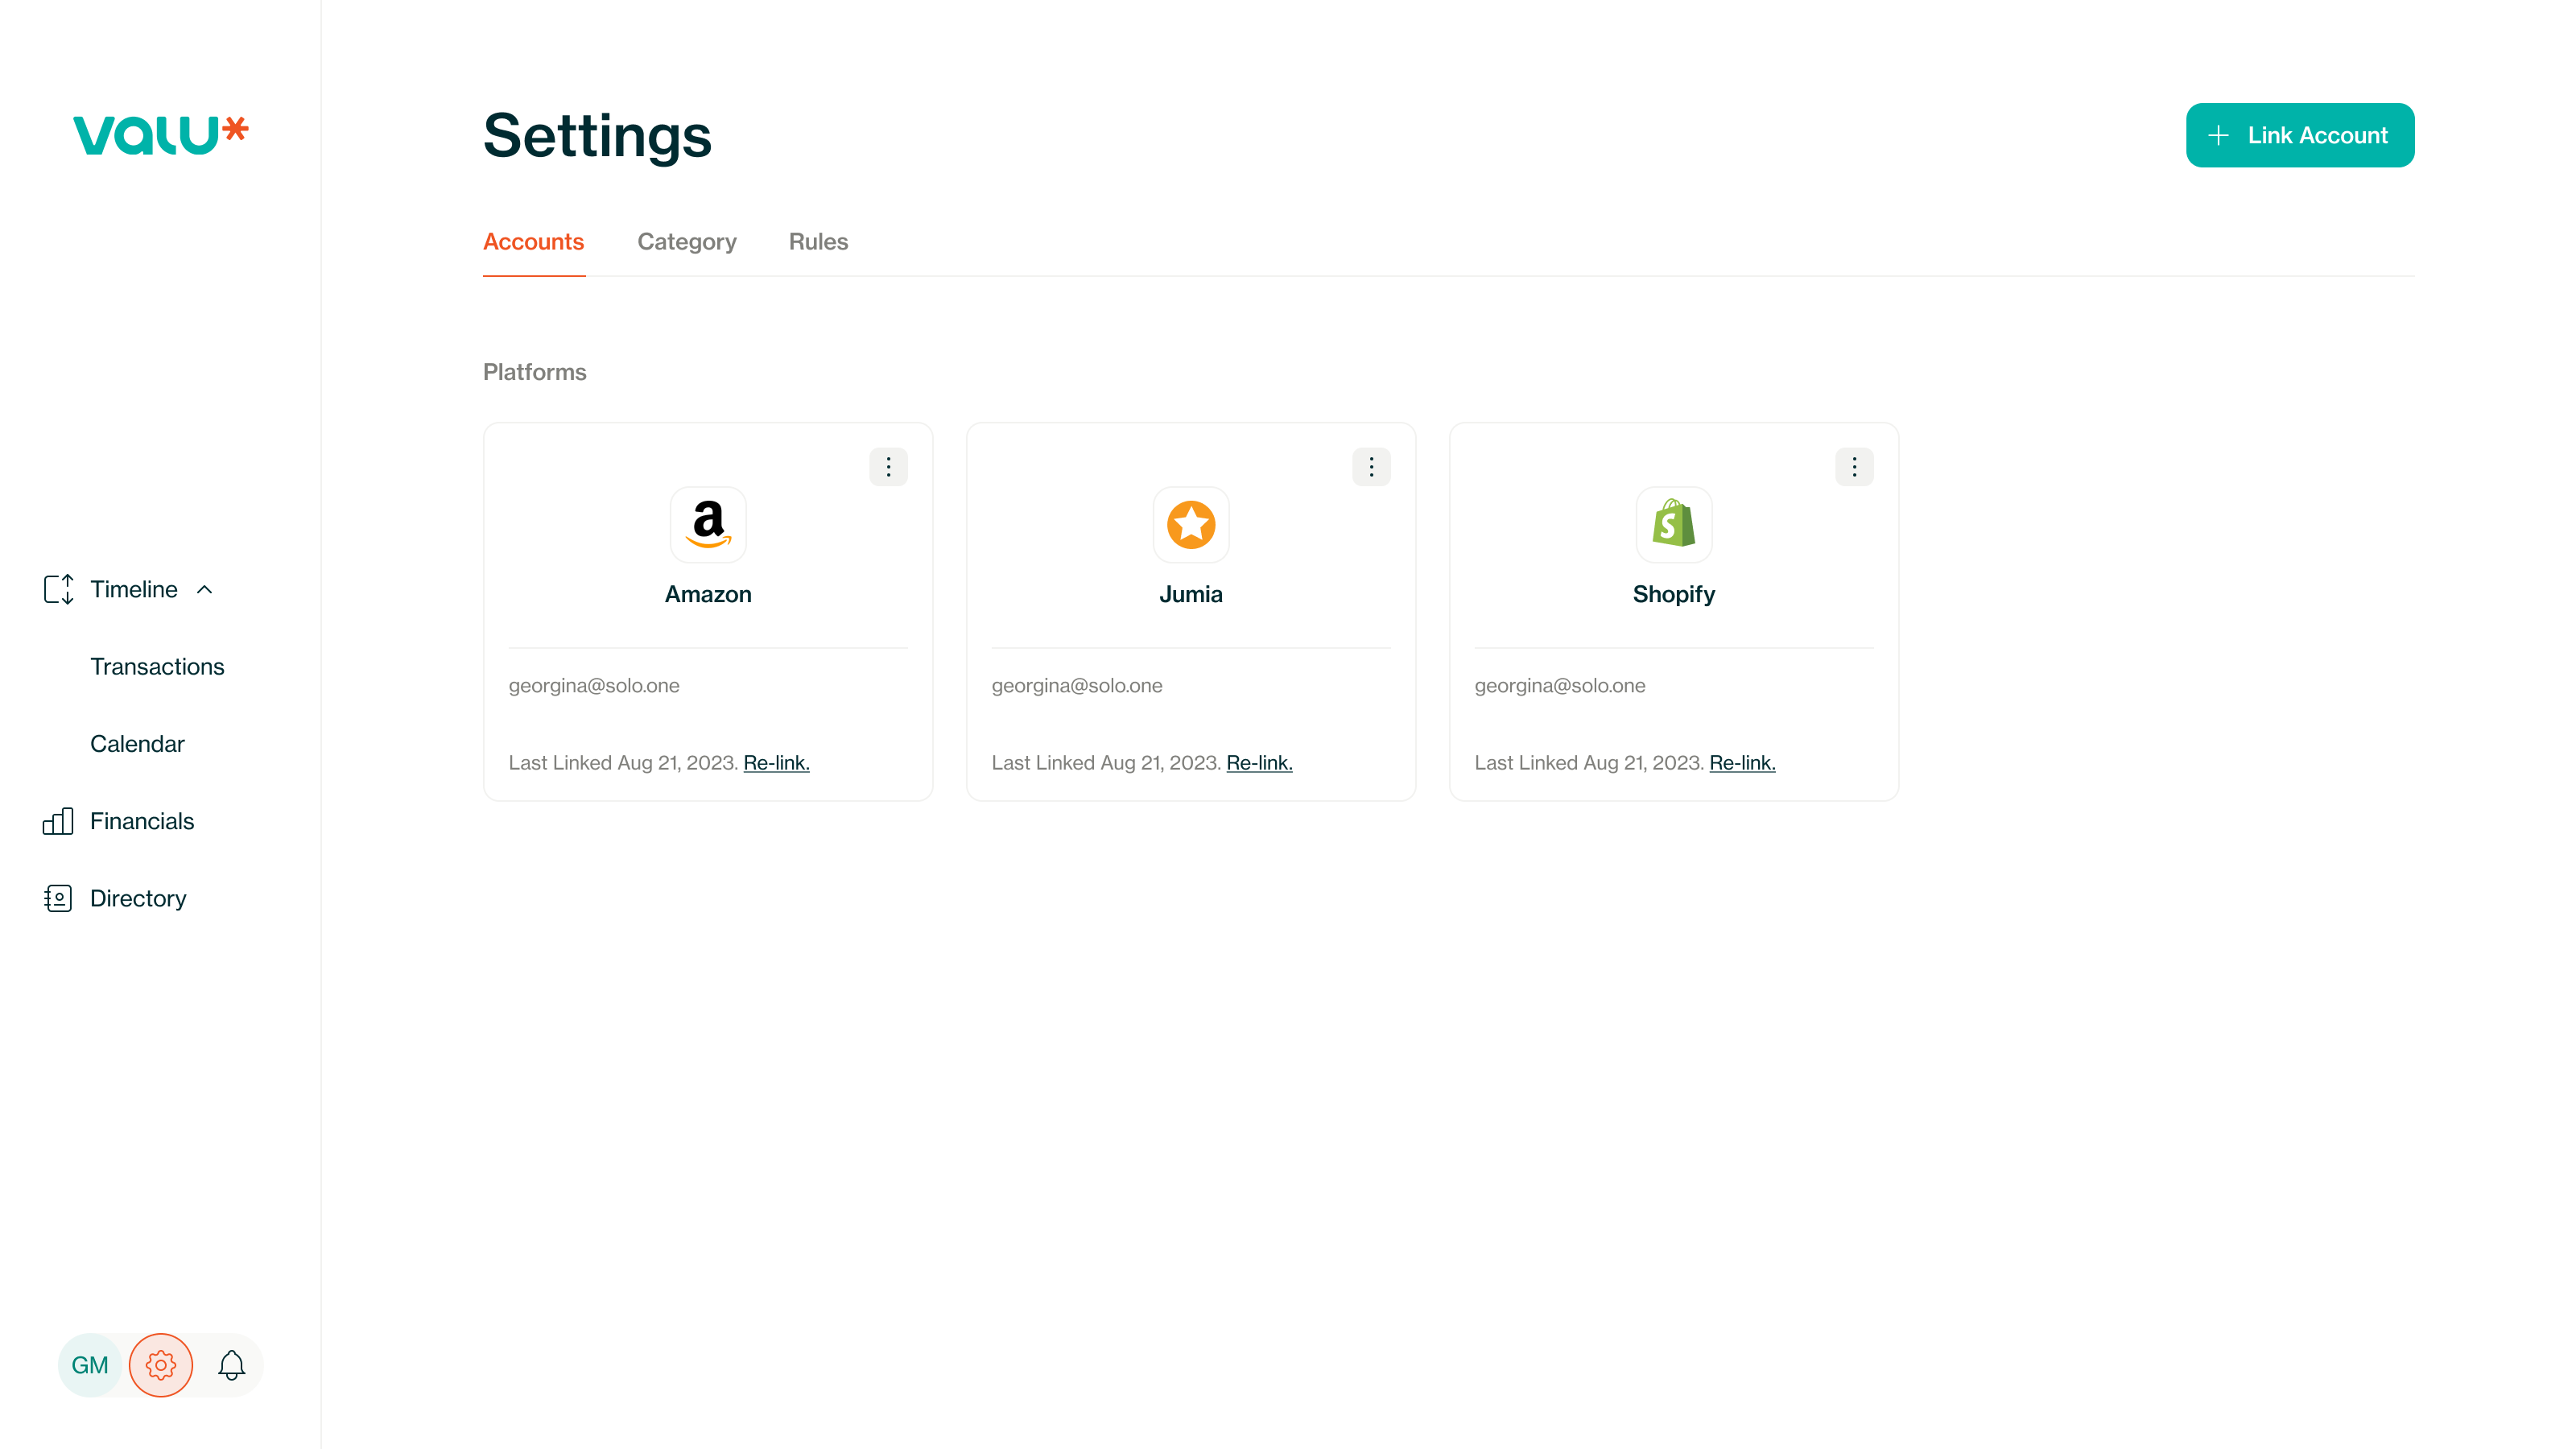 valu*
Settings
Link Account
Accounts
Category
Rules
Platforms
Amazon
georgina@solo.one
Last Linked Aug 21, 2023. Re-link.
Jumia
georgina@solo.one
Last Linked Aug 21, 2023. Re-link.
Shopify
georgina@solo.one
Last Linked Aug 21, 2023. Re-link.
Timeline
Transactions
Calendar
Financials
Directory
GM